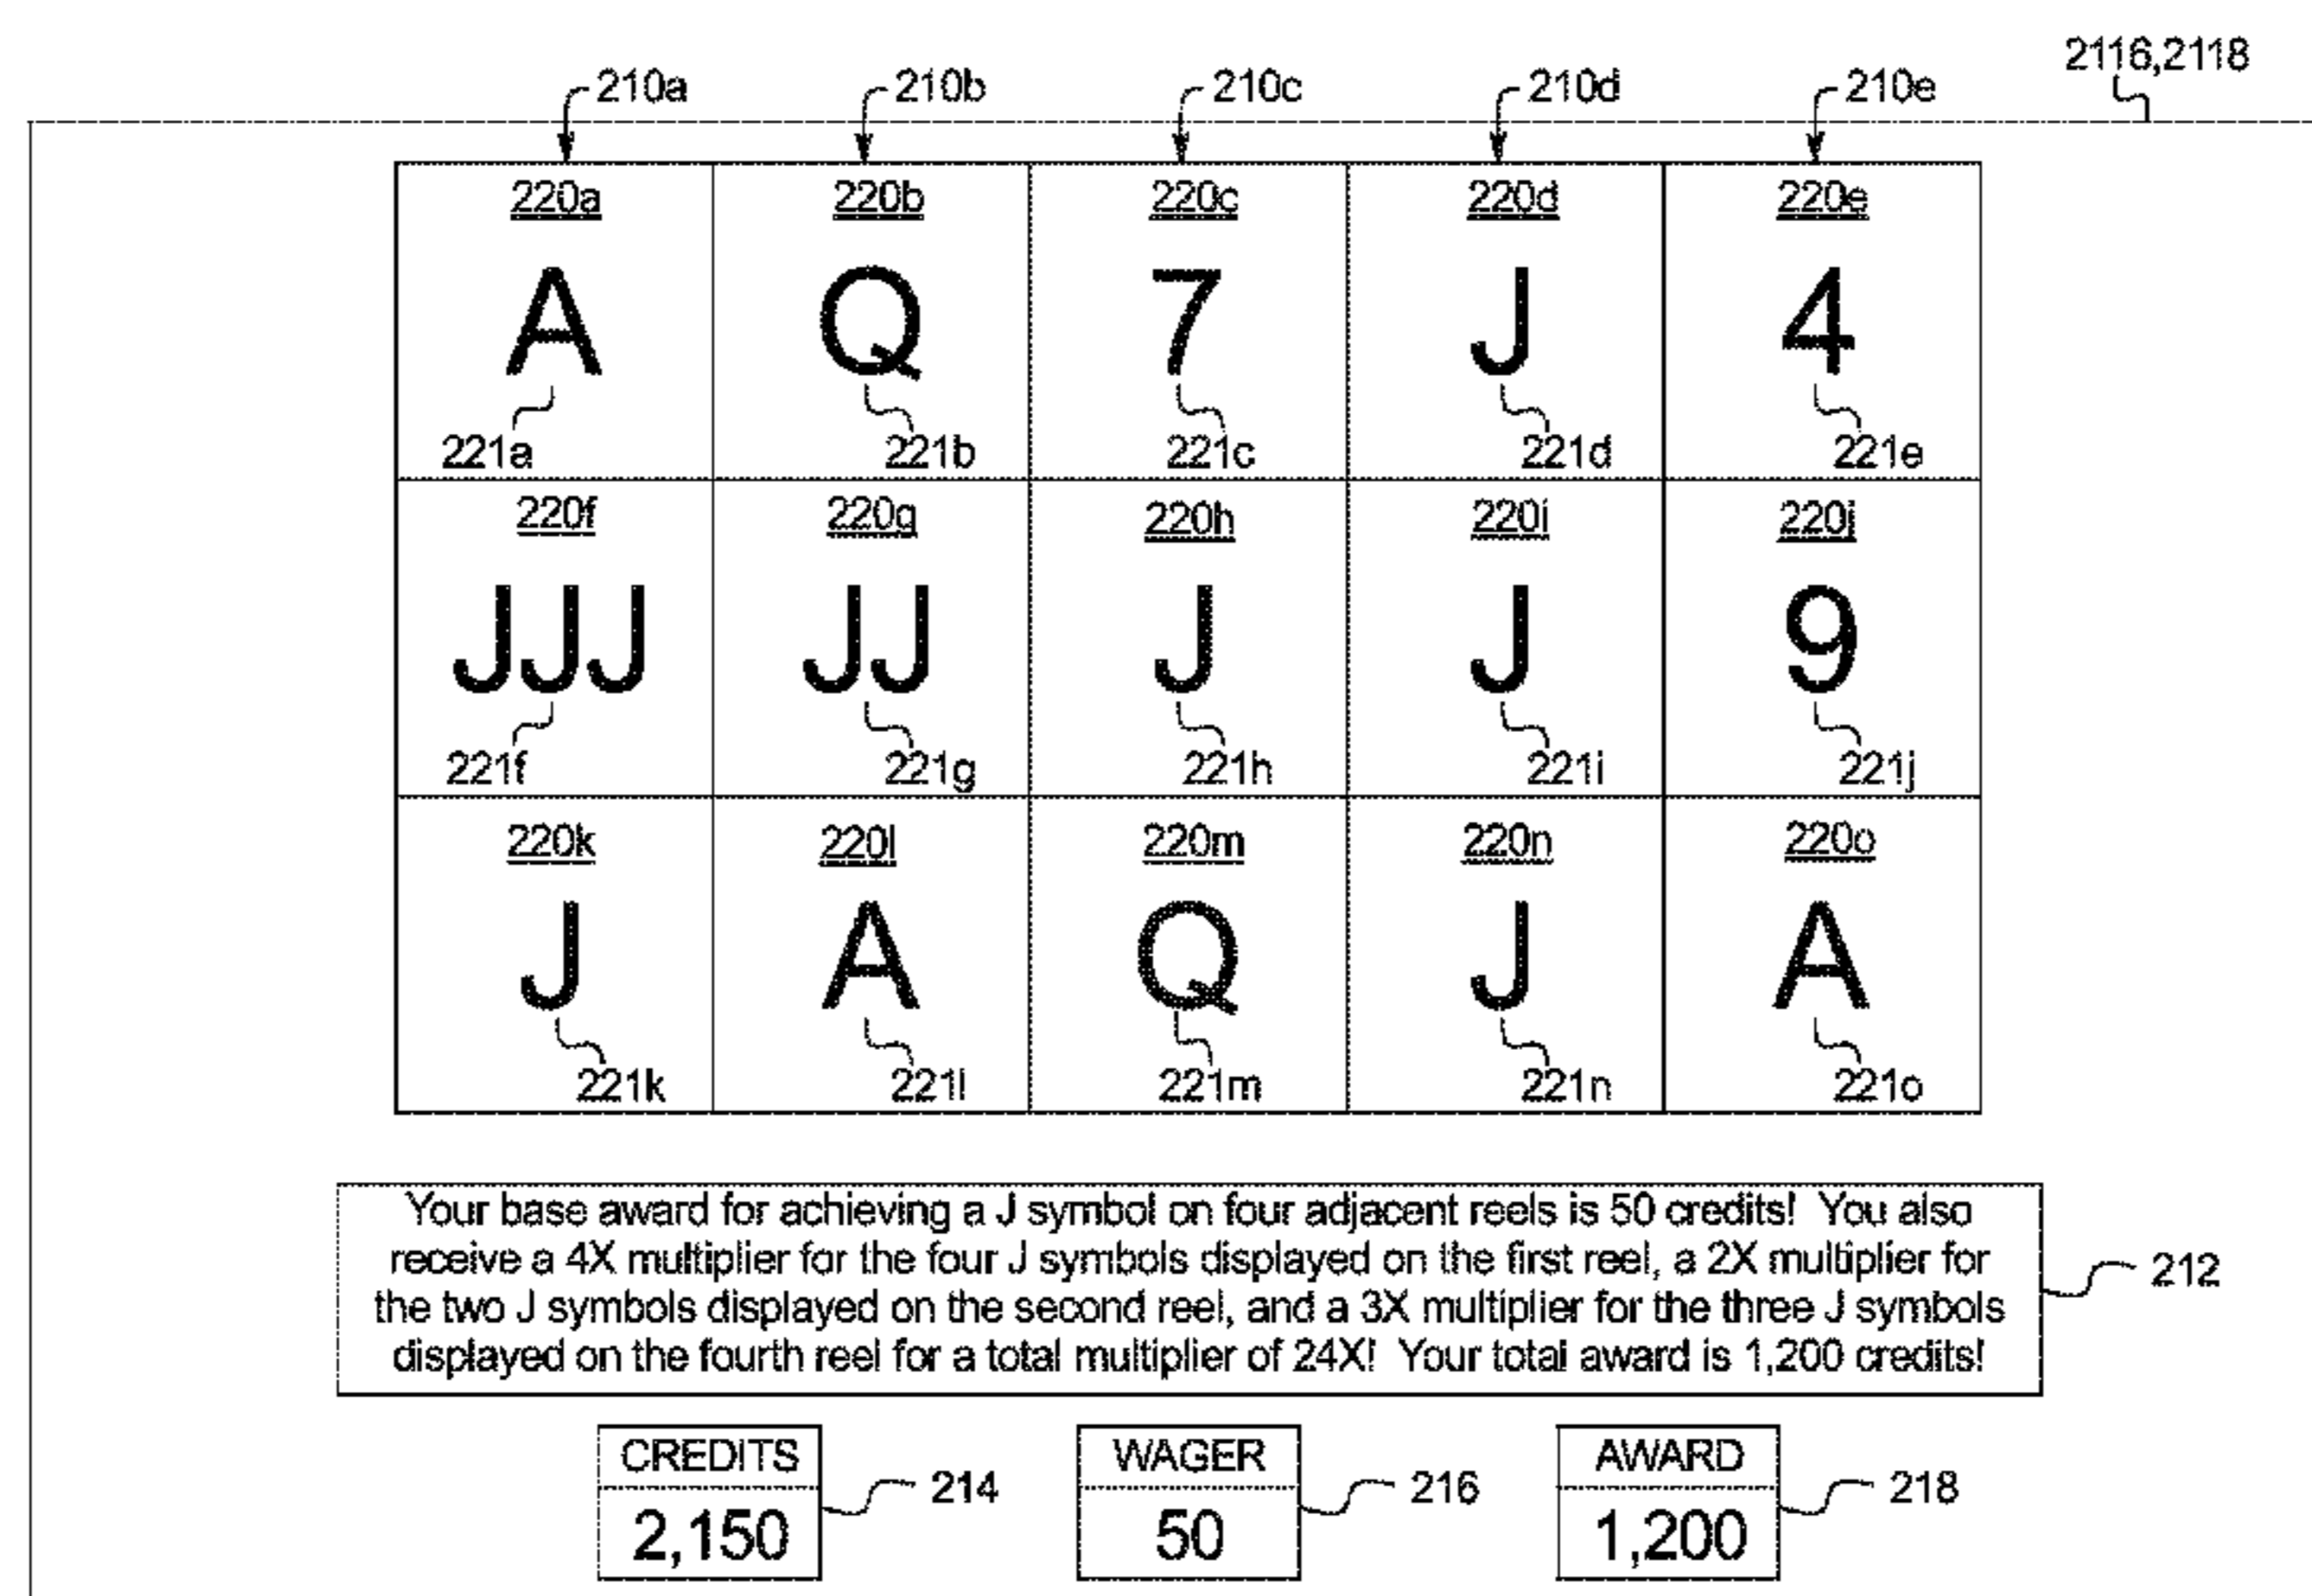 2116,2118
210a 210b 210c 210d 210e
220a 220b 220c 220d 220e
A Q 7 J 4
221a 221b 221c 221d 221e
220f 220g 220h 220i 220j
JJJ JJ J J 9
221f 221g 221h 221i 221j
220k 220l 220m 220n 220o
J A Q J A
221k 221l 221m 221n 221o
Your base award for achieving a J symbol on four adjacent reels is 50 credits! You also
receive a 4X multiplier for the four J symbols displayed on the first reel, a 2X multiplier for
the two J symbols displayed on the second reel, and a 3X multiplier for the three J symbols
displayed on the fourth reel for a total multiplier of 24X! Your total award is 1,200 credits!
212
CREDITS WAGER AWARD
214 216 218
2,150 50 1,200